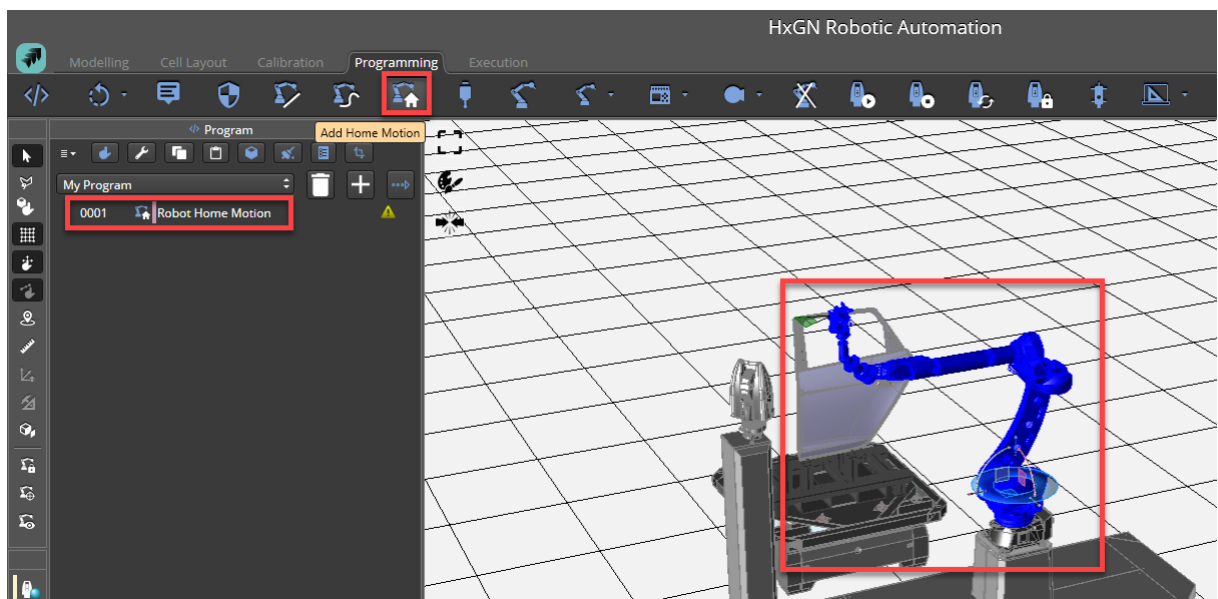 HxGN Robotic Automation
Modelling Cell Layout Calibration Programming Execution
</> Program
Add Home Motion
My Program
0001 Robot Home Motion